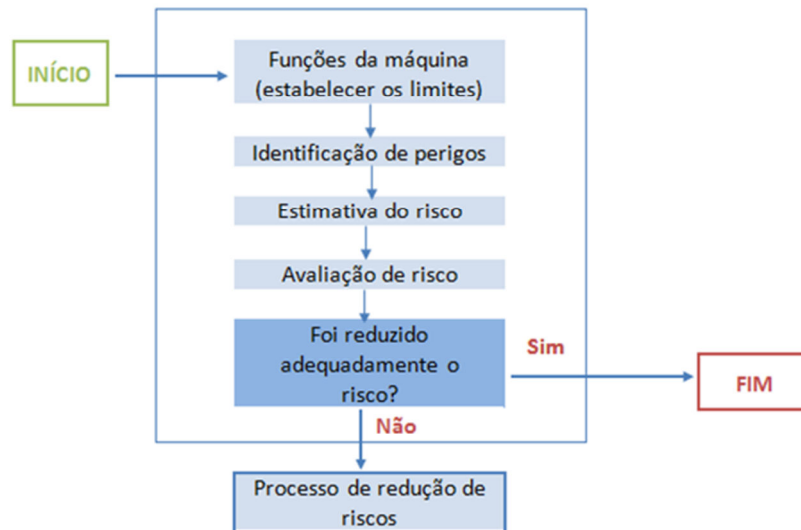 INÍCIO
Funções da máquina
(estabelecer os limites)
Identificação de perigos
Estimativa do risco
Avaliação de risco
Foi reduzido
adequadamente o
risco?
Sim
FIM
Não
Processo de redução de
riscos